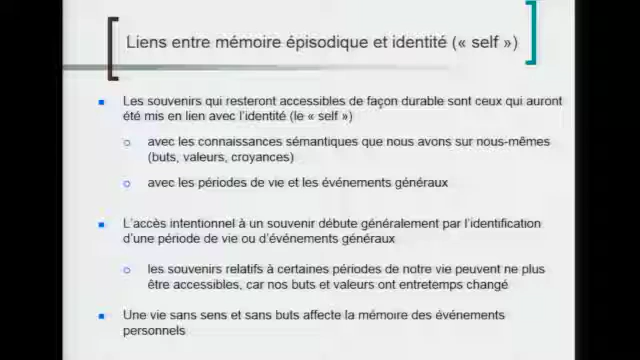 Liens entre mémoire épisodique et identité (« self »)
Les souvenirs qui resteront accessibles de façon durable sont ceux qui auront
été mis en lien avec l'identité (le « self »)
avec les connaissances sémantiques que nous avons sur nous-mêmes
(buts, valeurs, croyances)
avec les périodes de vie et les événements généraux
L'accès intentionnel à un souvenir débute généralement par l'identification
d'une période de vie ou d'événements généraux
les souvenirs relatifs à certaines périodes de notre vie peuvent ne plus
être accessibles, car nos buts et valeurs ont entretemps changé
Une vie sans sens et sans buts affecte la mémoire des événements
personnels